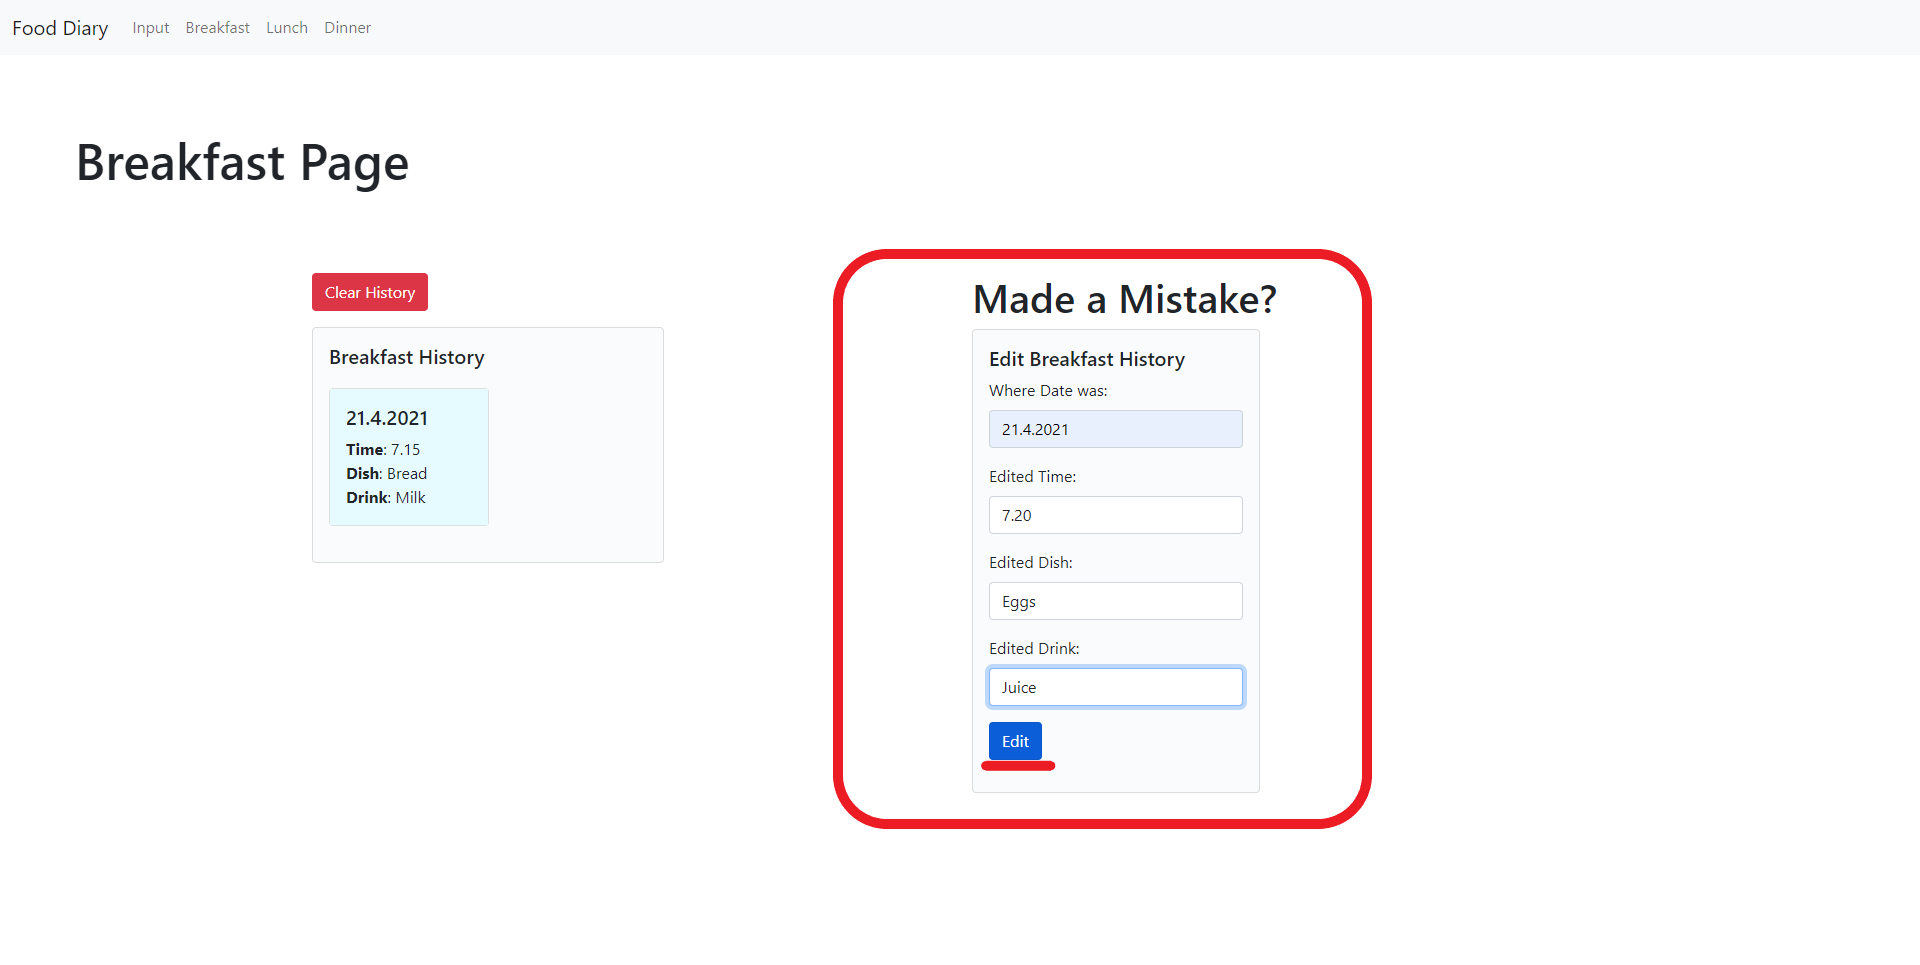 Food Diary Input Breakfast Lunch Dinner
Breakfast Page
Clear History
Breakfast History
21.4.2021
Time: 7.15
Dish: Bread
Drink: Milk
Made a Mistake?
Edit Breakfast History
Where Date was:
21.4.2021
Edited Time:
7.20
Edited Dish:
Eggs
Edited Drink:
Juice
Edit